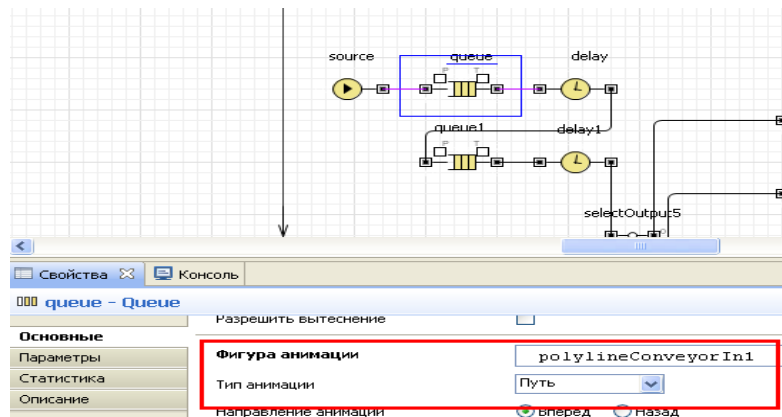 source queue delay
P T
queue1 delay1
P T
selectOutput5
Свойства Консоль
queue - Queue
Разрешить вытеснение
Основные
Параметры Фигура анимации polylineConveyorIn1
Статистика Тип анимации Путь
Описание
Направление анимации Вперед Назад